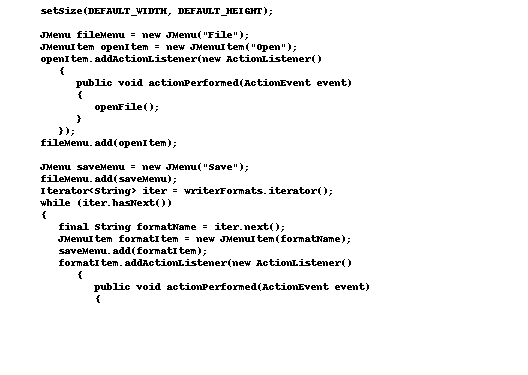 setSize(DEFAULT_WIDTH, DEFAULT_HEIGHT);
JMenu fileMenu = new JMenu("File");
JMenuItem openItem = new JMenuItem("Open");
openItem.addActionListener(new ActionListener()
{
public void actionPerformed(ActionEvent event)
{
openFile();
}
});
fileMenu.add(openItem);
JMenu saveMenu = new JMenu("Save");
fileMenu.add(saveMenu);
Iterator<String> iter = writerFormats.iterator();
while (iter.hasNext())
{
final String formatName = iter.next();
JMenuItem formatItem = new JMenuItem(formatName);
saveMenu.add(formatItem);
formatItem.addActionListener(new ActionListener()
{
public void actionPerformed(ActionEvent event)
{